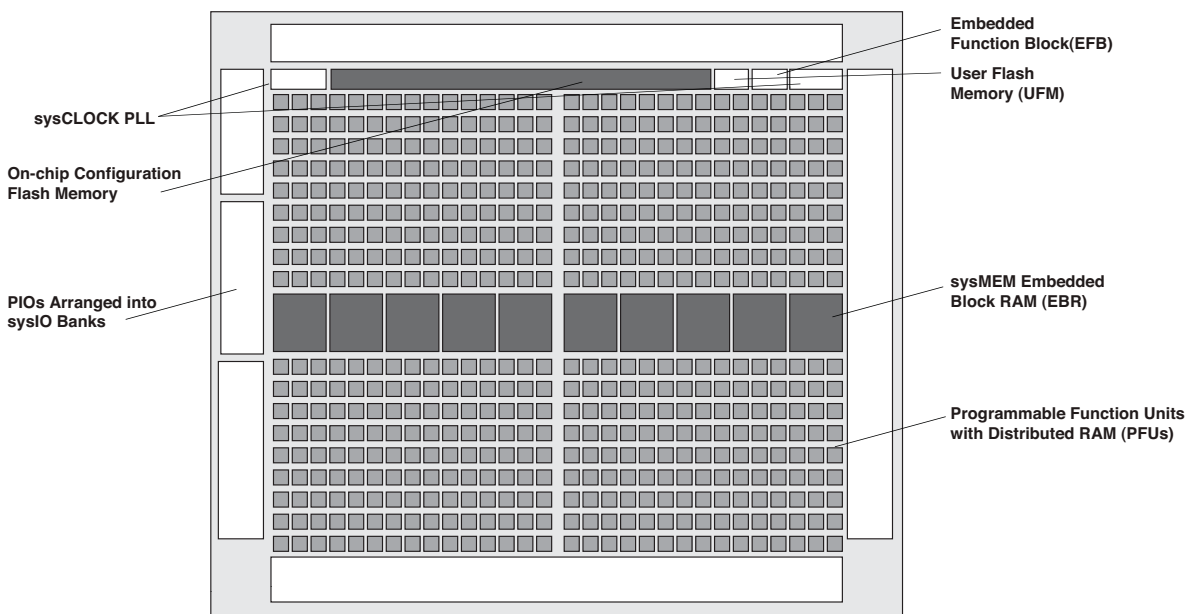 Embedded
Function Block(EFB)
User Flash
Memory (UFM)
sysCLOCK PLL
On-chip Configuration
Flash Memory
PIOs Arranged into
sysIO Banks
sysMEM Embedded
Block RAM (EBR)
Programmable Function Units
with Distributed RAM (PFUs)